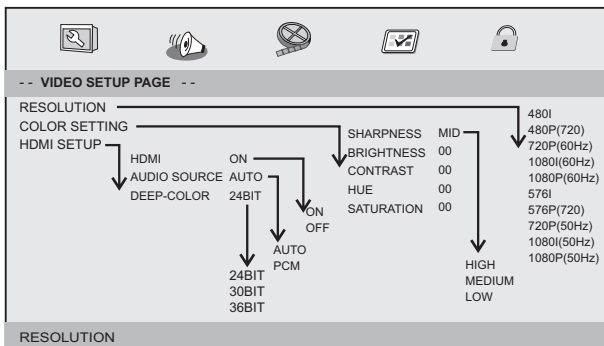 - - VIDEO SETUP PAGE - -
RESOLUTION
COLOR SETTING
HDMI SETUP
HDMI ON
AUDIO SOURCE AUTO
DEEP-COLOR 24BIT
ON
OFF
AUTO
PCM
24BIT
30BIT
36BIT
SHARPNESS MID
BRIGHTNESS 00
CONTRAST 00
HUE 00
SATURATION 00
HIGH
MEDIUM
LOW
480I
480P(720)
720P(60Hz)
1080I(60Hz)
1080P(60Hz)
576I
576P(720)
720P(50Hz)
1080I(50Hz)
1080P(50Hz)
RESOLUTION